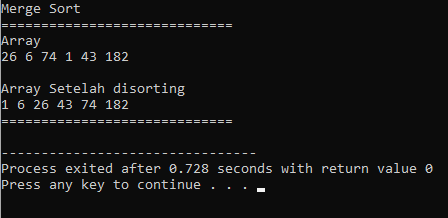 Merge Sort
=============================
Array
26 6 74 1 43 182

Array Setelah disorting
1 6 26 43 74 182
=============================

--------------------------------
Process exited after 0.728 seconds with return value 0
Press any key to continue . . .